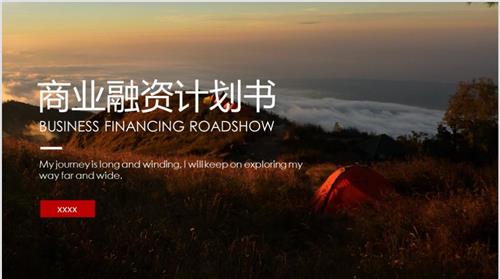 商业融资计划书
BUSINESS FINANCING ROADSHOW
My journey is long and winding, I will keep on exploring my
way far and wide.
xxxx